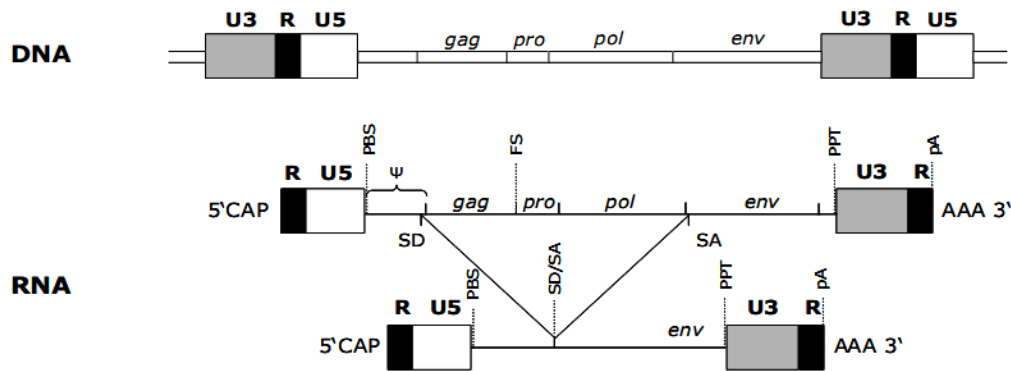 U3 R U5 U3 R U5
DNA gag pro pol env
PBS FS PPT pA
R U5 Ψ U3 R
5‘CAP gag pro pol env AAA 3‘
SD SA
RNA PBS SD/SA PPT pA
R U5 env U3 R
5‘CAP AAA 3‘